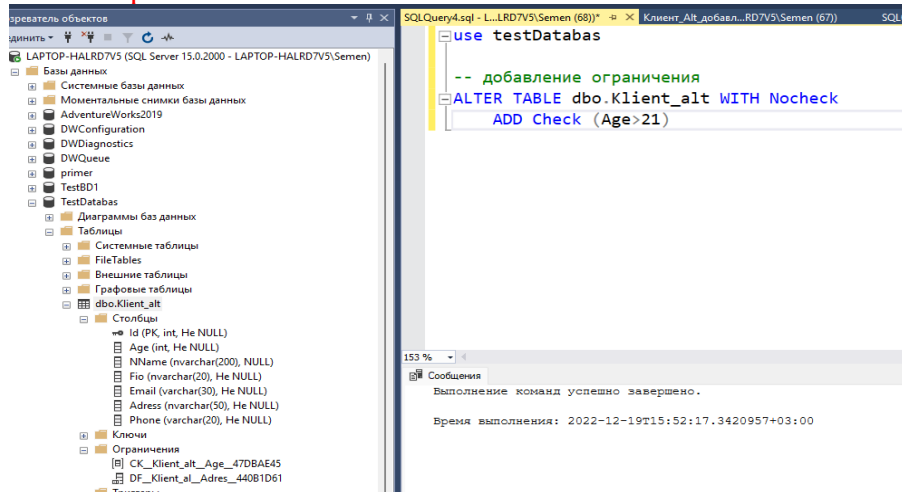 зреватель объектов
единить
LAPTOP-HALRD7V5 (SQL Server 15.0.2000 - LAPTOP-HALRD7V5\Semen)
Базы данных
Системные базы данных
Моментальные снимки базы данных
AdventureWorks2019
DWConfiguration
DWDiagnostics
DWQueue
primer
TestBD1
TestDatabas
Диаграммы баз данных
Таблицы
Системные таблицы
FileTables
Внешние таблицы
Графовые таблицы
dbo.Klient_alt
Столбцы
Id (PK, int, Не NULL)
Age (int, Не NULL)
NName (nvarchar(200), NULL)
Fio (nvarchar(20), Не NULL)
Email (varchar(30), Не NULL)
Adress (nvarchar(50), Не NULL)
Phone (varchar(20), Не NULL)
Ключи
Ограничения
CK__Klient_alt__Age__47DBAE45
DF__Klient_al__Adres__440B1D61
Триггеры
SQLQuery4.sql - L...LRD7V5\Semen (68))* Клиент_Alt_добавл...RD7V5\Semen (67)) SQL
use testDatabas
-- добавление ограничения
ALTER TABLE dbo.Klient_alt WITH Nocheck
ADD Check (Age>21)
153 %
Сообщения
Выполнение команд успешно завершено.
Время выполнения: 2022-12-19T15:52:17.3420957+03:00